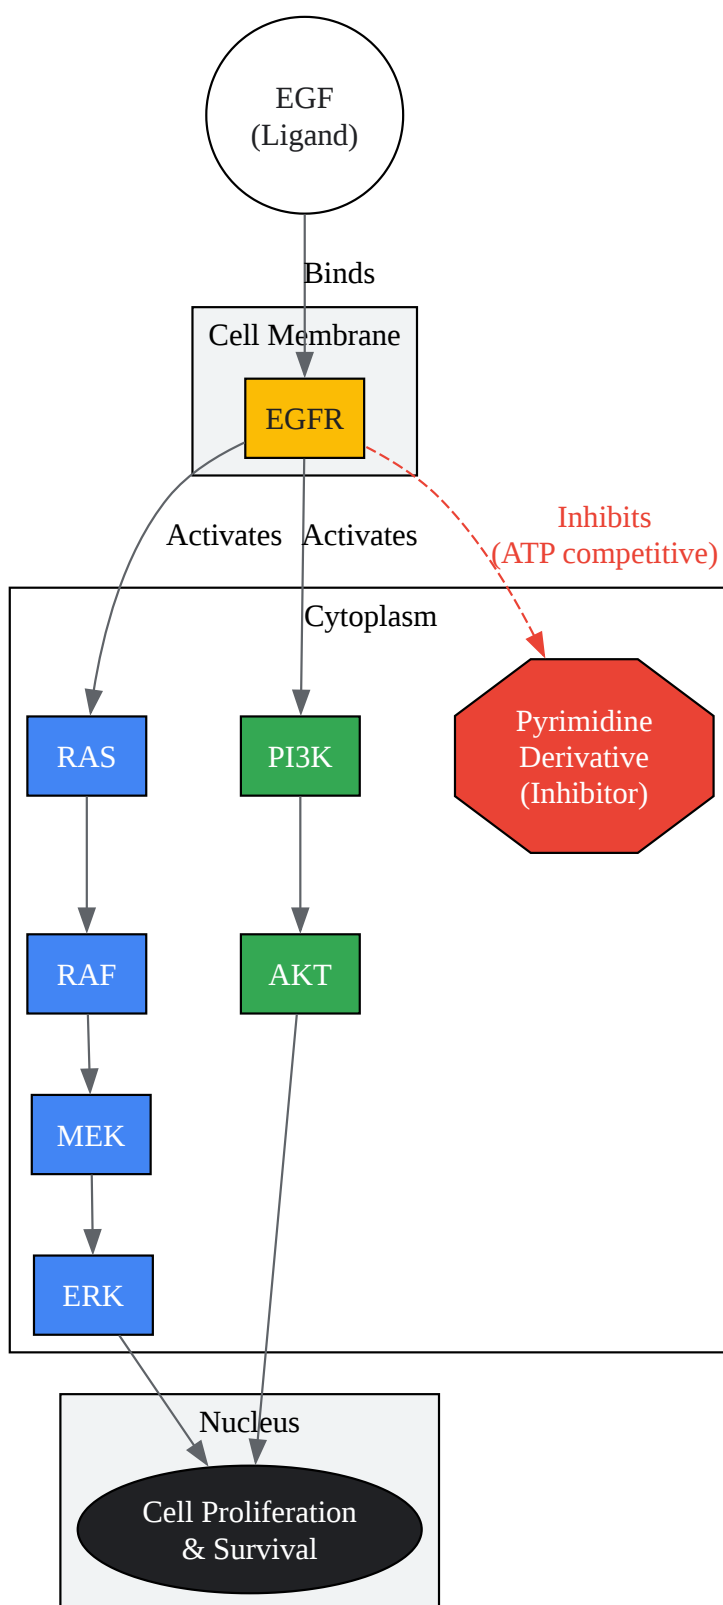 EGF
(Ligand)
Binds
Cell Membrane
EGFR
Activates
Activates
Inhibits
(ATP competitive)
Cytoplasm
RAS
PI3K
Pyrimidine
Derivative
(Inhibitor)
RAF
AKT
MEK
ERK
Nucleus
Cell Proliferation
& Survival